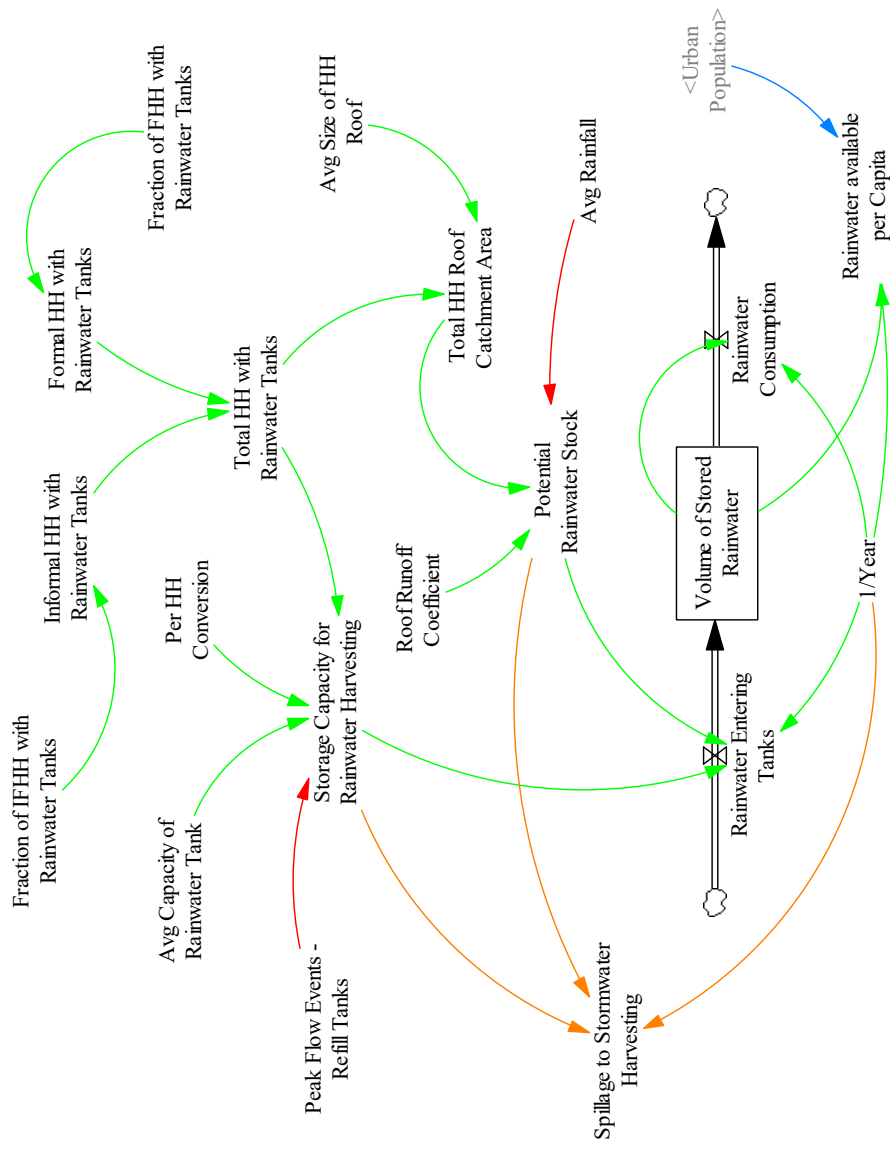 Fraction of IFHH with
Rainwater Tanks
Informal HH with
Rainwater Tanks
Formal HH with
Rainwater Tanks
Fraction of FHH with
Rainwater Tanks
Avg Capacity of
Rainwater Tank
Per HH
Conversion
Total HH with
Rainwater Tanks
Peak Flow Events -
Refill Tanks
Storage Capacity for
Rainwater Harvesting
Avg Size of HH
Roof
Roof Runoff
Coefficient
Total HH Roof
Catchment Area
Potential
Rainwater Stock
Avg Rainfall
Spillage to Stormwater
Harvesting
Rainwater Entering
Tanks
Volume of Stored
Rainwater
Rainwater
Consumption
<Urban
Population>
1/Year
Rainwater available
per Capita